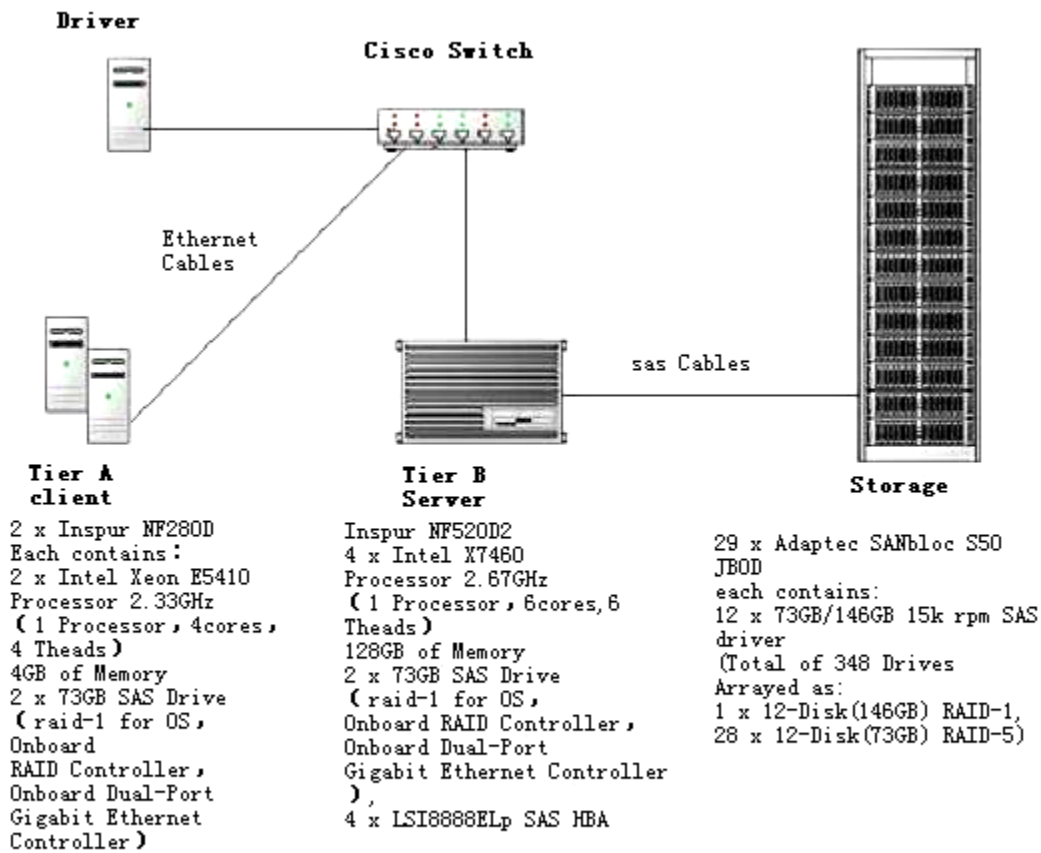 Driver
Cisco Switch
Ethernet
Cables
sas Cables
Tier A
client
2 x Inspur NF280D
Each contains：
2 x Intel Xeon E5410
Processor 2.33GHz
（1 Processor，4cores，
4 Theads）
4GB of Memory
2 x 73GB SAS Drive
（raid-1 for OS，
Onboard
RAID Controller，
Onboard Dual-Port
Gigabit Ethernet
Controller）
Tier B
Server
Inspur NF520D2
4 x Intel X7460
Processor 2.67GHz
（1 Processor，6cores,6
Theads）
128GB of Memory
2 x 73GB SAS Drive
（raid-1 for OS，
Onboard RAID Controller，
Onboard Dual-Port
Gigabit Ethernet Controller
），
4 x LSI8888ELp SAS HBA
Storage
29 x Adaptec SANbloc S50
JBOD
each contains:
12 x 73GB/146GB 15k rpm SAS
driver
(Total of 348 Drives
Arrayed as:
1 x 12-Disk(146GB) RAID-1,
28 x 12-Disk(73GB) RAID-5)